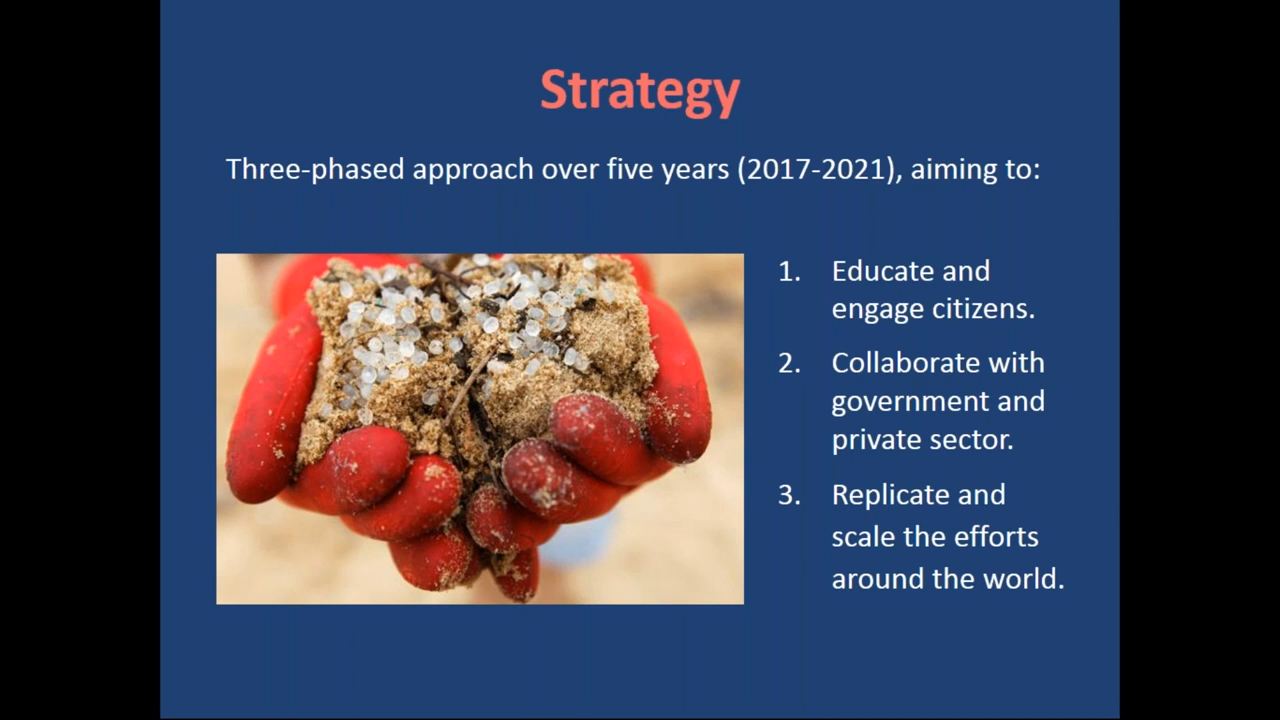 Strategy
Three-phased approach over five years (2017-2021), aiming to:
1. Educate and
engage citizens.
2. Collaborate with
government and
private sector.
3. Replicate and
scale the efforts
around the world.